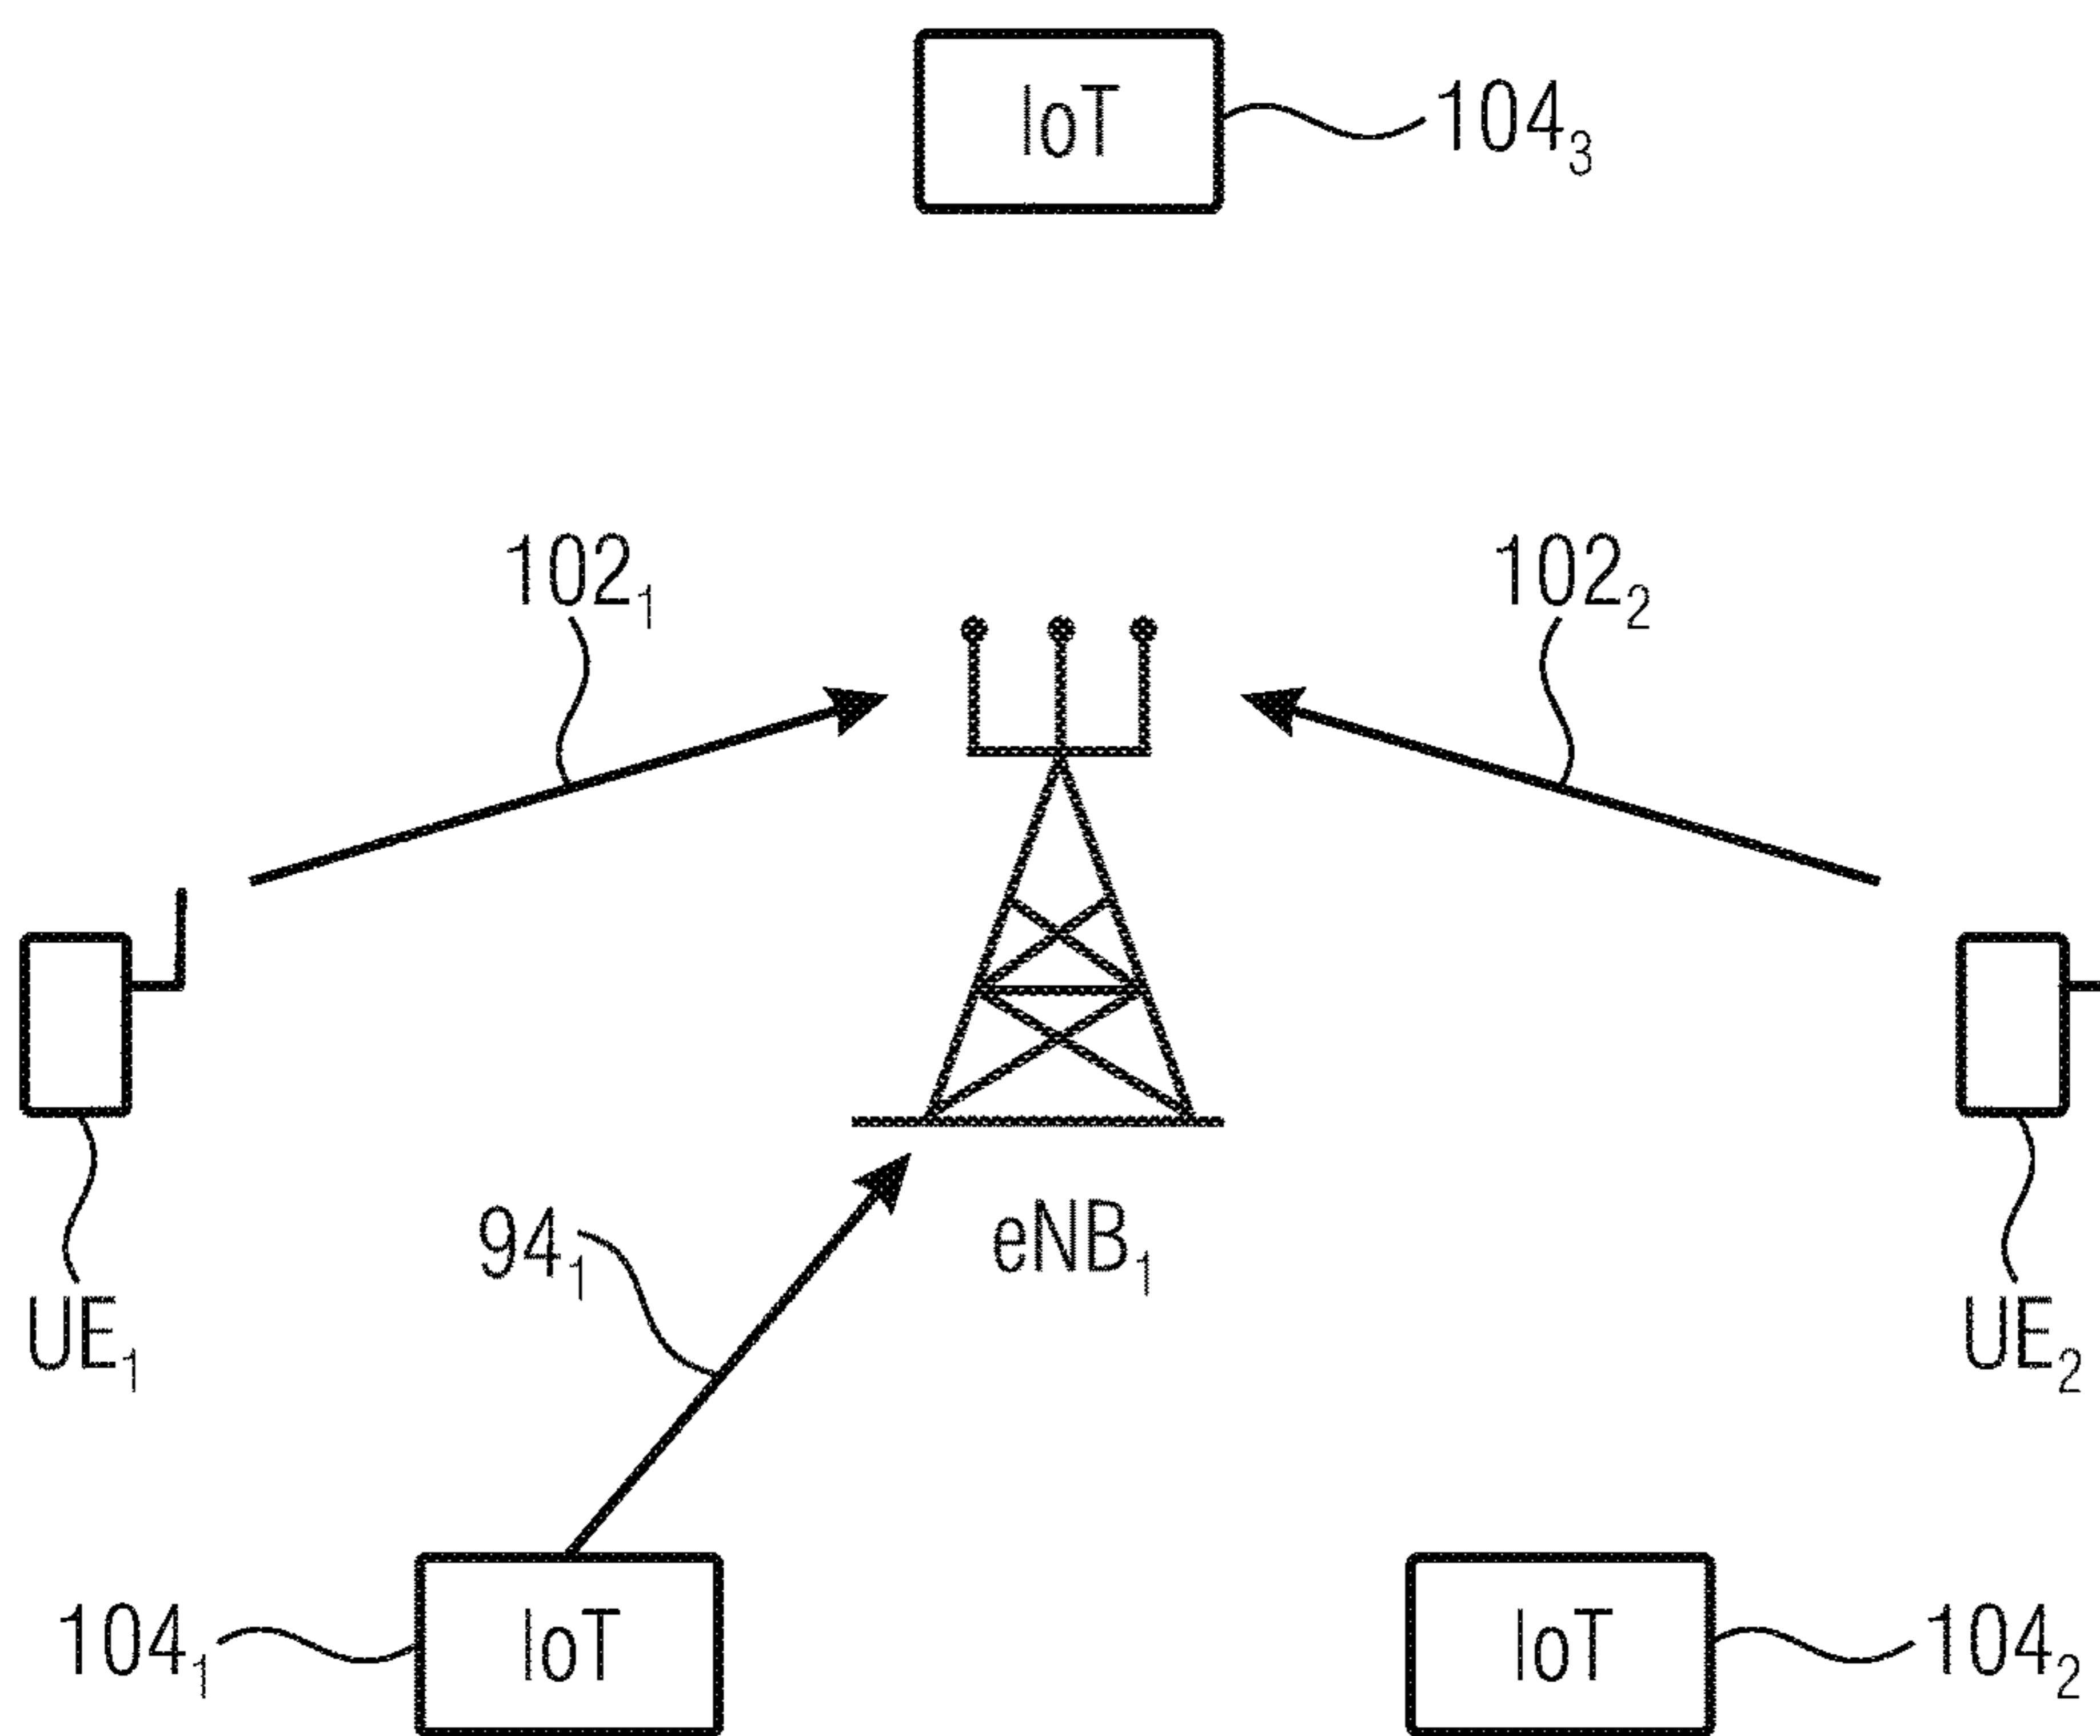 IoT
104₃
102₁
102₂
94₁
eNB₁
UE₁
UE₂
104₁
IoT
IoT
104₂